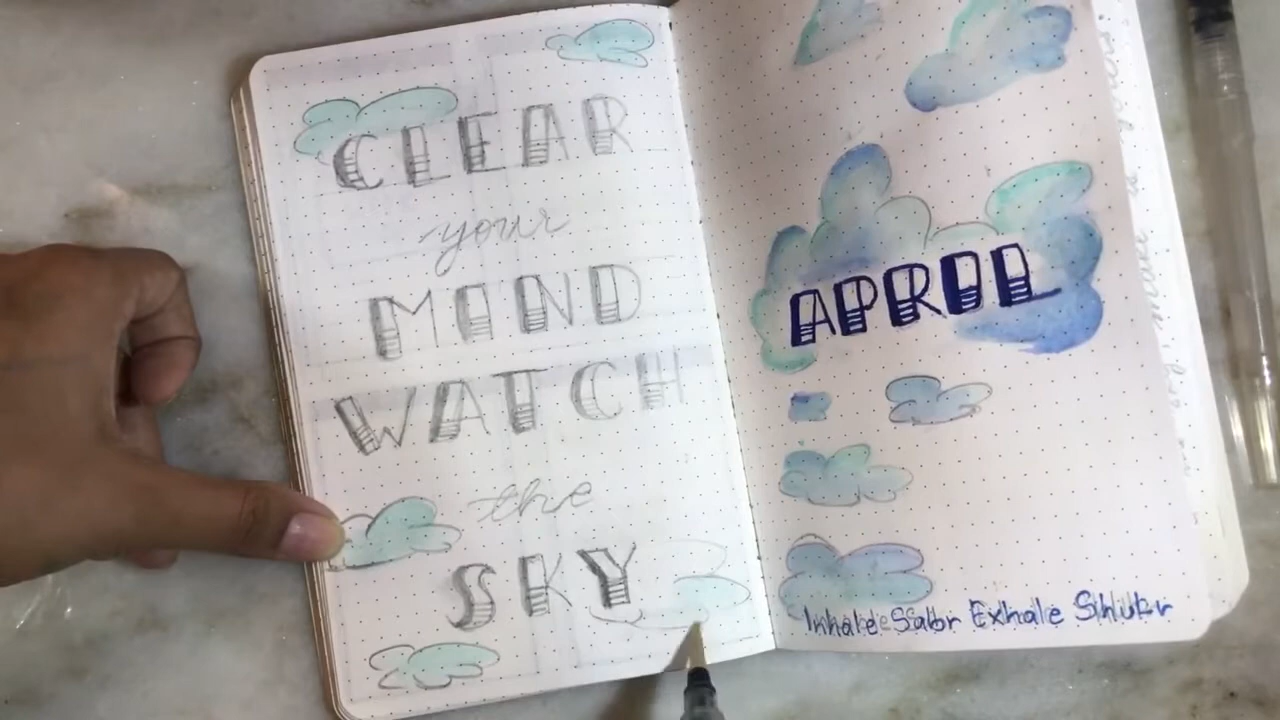 CLEAR
your
MIND
WATCH
the
SKY
APRIL
Inhale Sabr Exhale Shukr